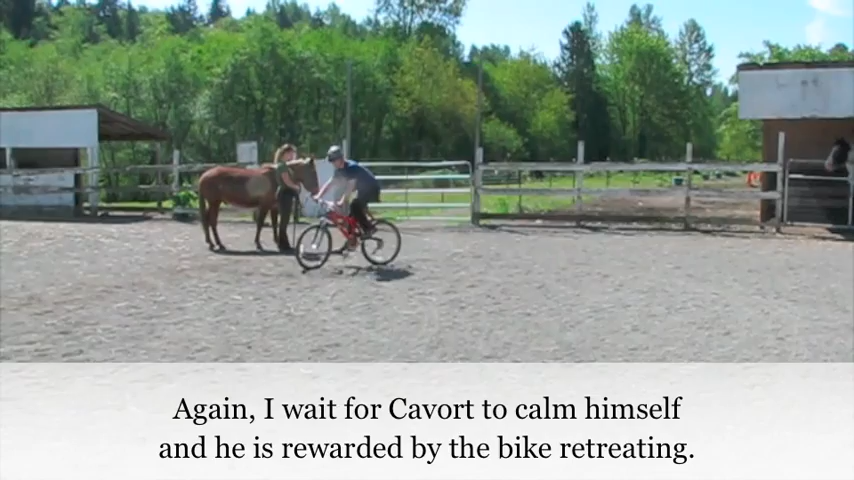 Again, I wait for Cavort to calm himself
and he is rewarded by the bike retreating.